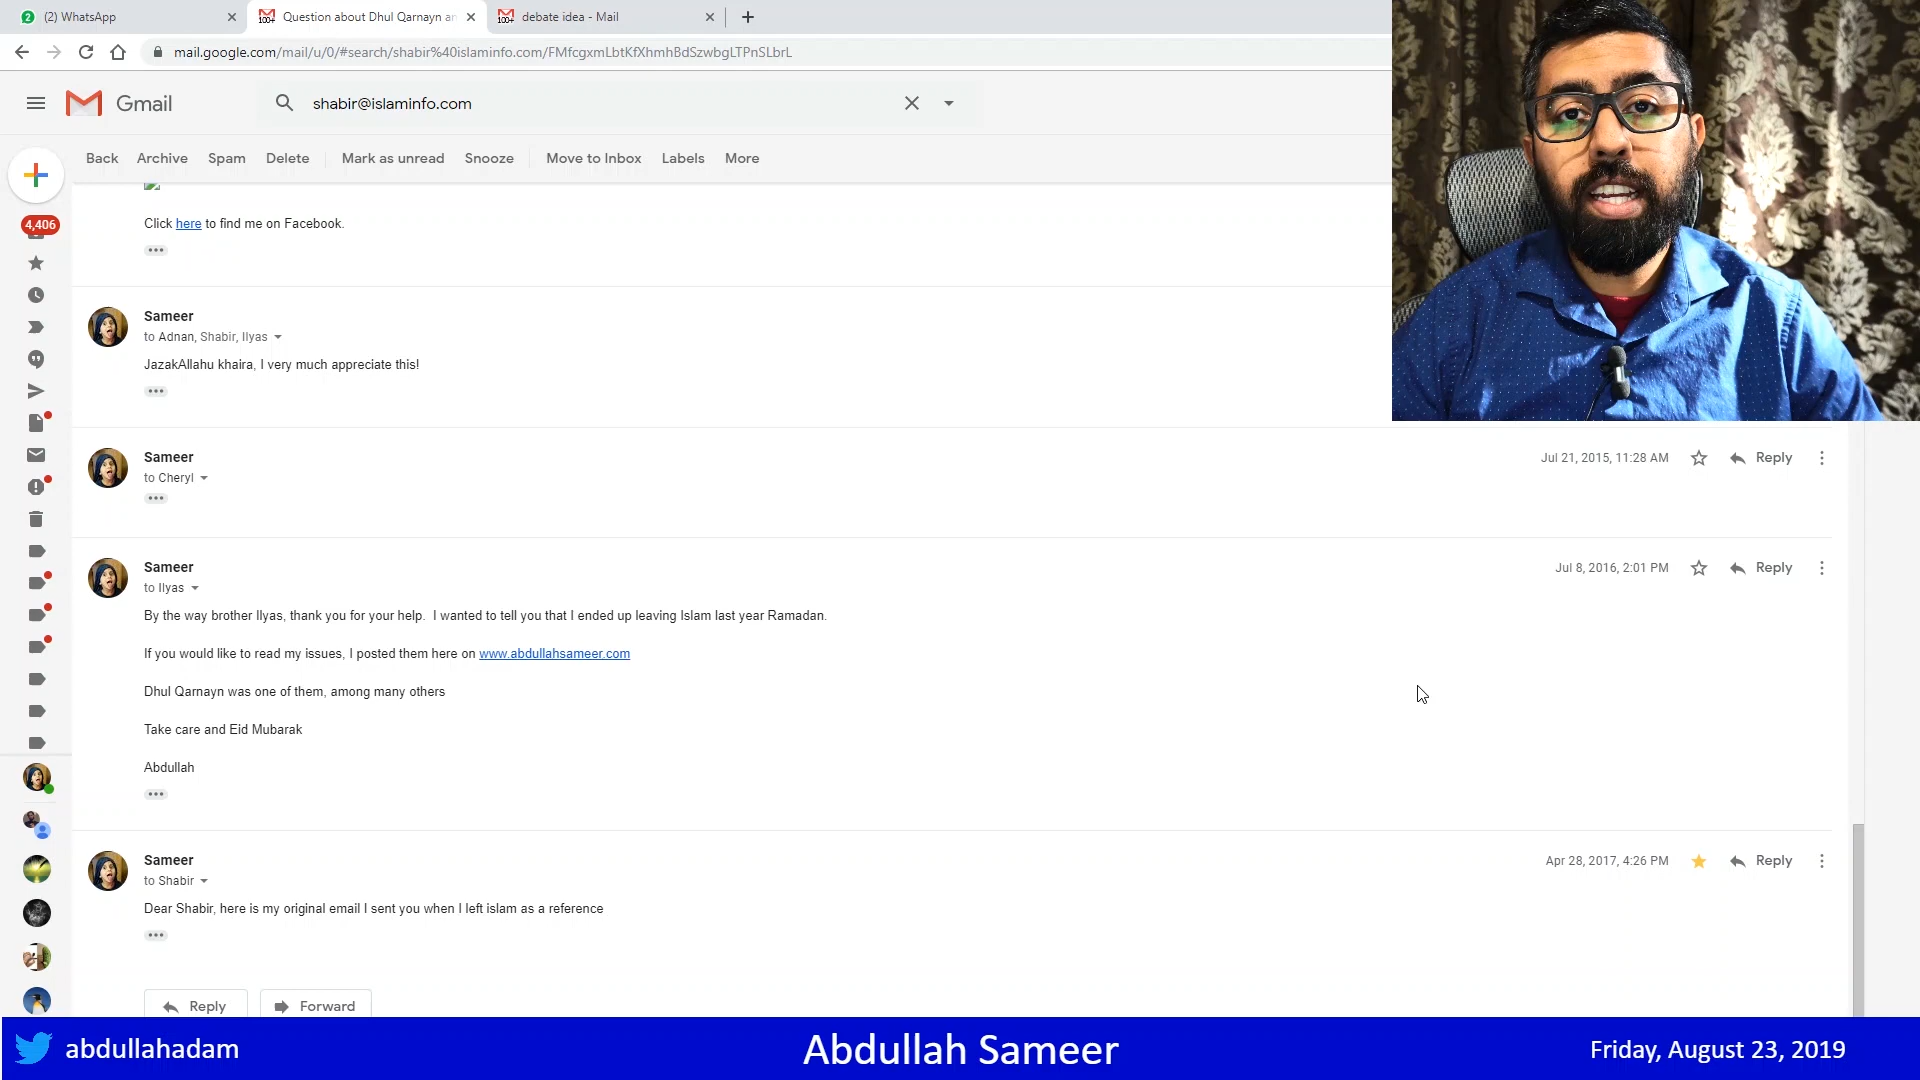 (2) WhatsApp
Question about Dhul Qarnayn an
debate idea - Mail
mail.google.com/mail/u/0/#search/shabir%40islaminfo.com/FMfcgxmLbtKfXhmhBdSzwbgLTPnSLbrL
Gmail
shabir@islaminfo.com
Back Archive Spam Delete Mark as unread Snooze Move to Inbox Labels More
4,406
Click here to find me on Facebook.
Sameer
to Adnan, Shabir, Ilyas
JazakAllahu khaira, I very much appreciate this!
Sameer
Jul 21, 2015, 11:28 AM Reply
to Cheryl
Sameer
Jul 8, 2016, 2:01 PM Reply
to Ilyas
By the way brother Ilyas, thank you for your help. I wanted to tell you that I ended up leaving Islam last year Ramadan.
If you would like to read my issues, I posted them here on www.abdullahsameer.com
Dhul Qarnayn was one of them, among many others
Take care and Eid Mubarak
Abdullah
Sameer
Apr 28, 2017, 4:26 PM Reply
to Shabir
Dear Shabir, here is my original email I sent you when I left islam as a reference
Reply Forward
abdullahadam
Abdullah Sameer
Friday, August 23, 2019